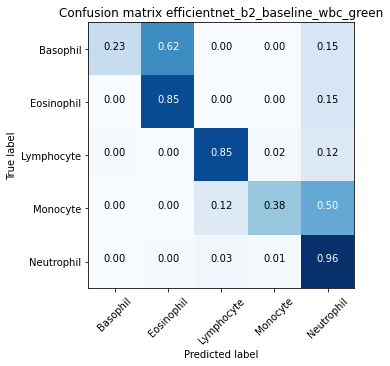 Confusion matrix efficientnet_b2_baseline_wbc_green
True label
Basophil 0.23 0.62 0.00 0.00 0.15
Eosinophil 0.00 0.85 0.00 0.00 0.15
Lymphocyte 0.00 0.00 0.85 0.02 0.12
Monocyte 0.00 0.00 0.12 0.38 0.50
Neutrophil 0.00 0.00 0.03 0.01 0.96
Basophil Eosinophil Lymphocyte Monocyte Neutrophil
Predicted label